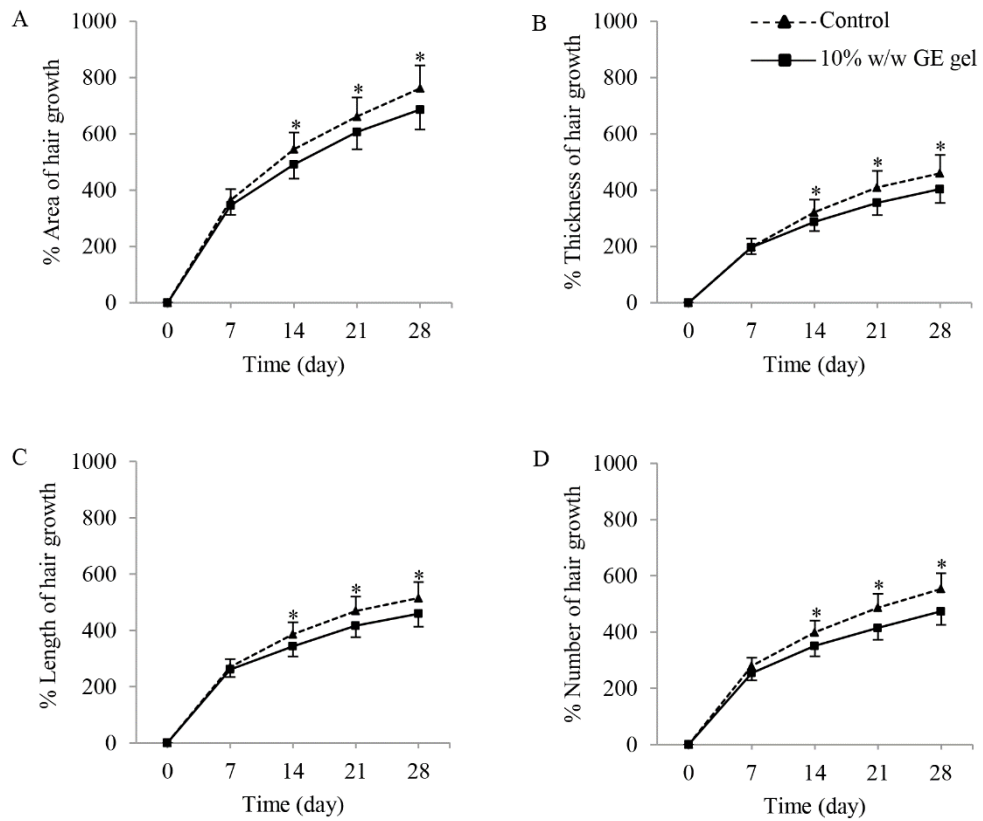 A
% Area of hair growth
1000
800
600
400
200
0
* * *
0 7 14 21 28
Time (day)
B
Control
10% w/w GE gel
% Thickness of hair growth
1000
800
600
400
200
0
* * *
0 7 14 21 28
Time (day)
C
% Length of hair growth
1000
800
600
400
200
0
* * *
0 7 14 21 28
Time (day)
D
% Number of hair growth
1000
800
600
400
200
0
* * *
0 7 14 21 28
Time (day)